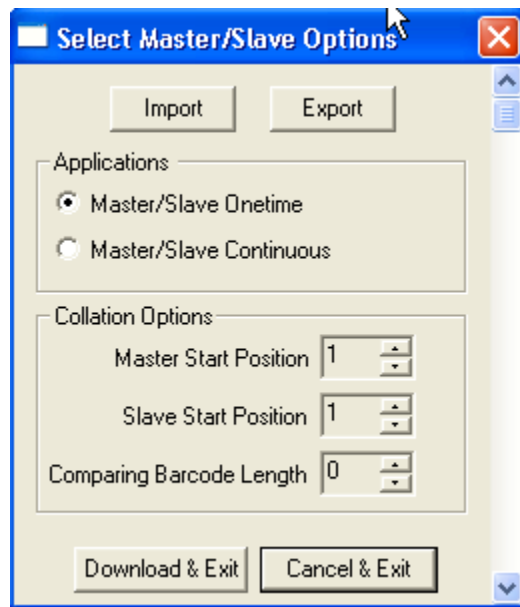 Select Master/Slave Options
Import Export
Applications
Master/Slave Onetime
Master/Slave Continuous
Collation Options
Master Start Position 1
Slave Start Position 1
Comparing Barcode Length 0
Download & Exit Cancel & Exit